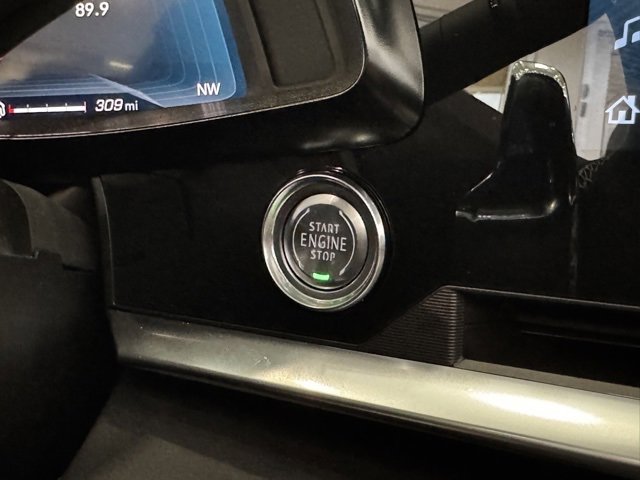 89.9
NW
309 mi
START
ENGINE
STOP